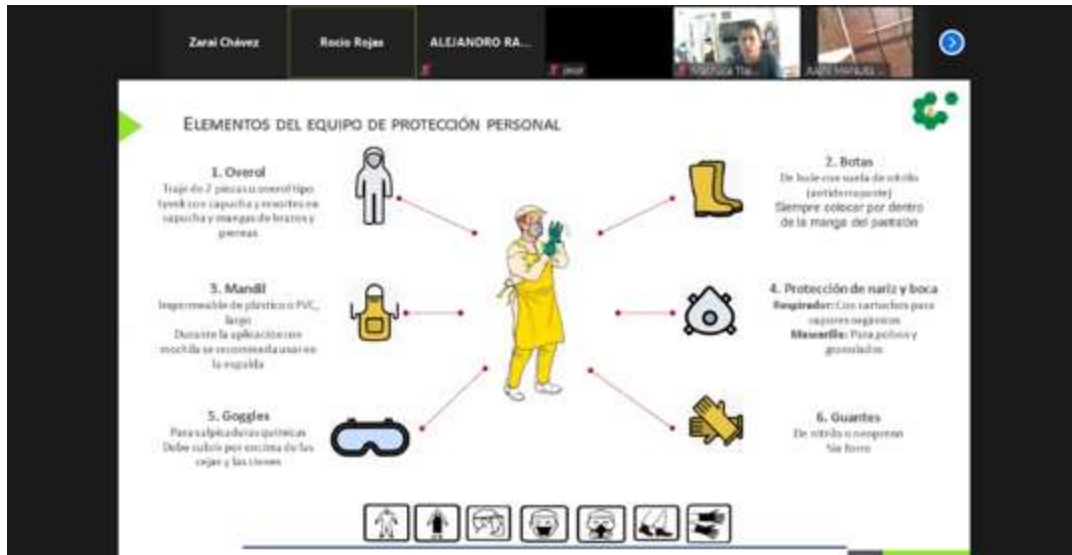 Zarai Chávez
Rocio Rojas
ALEJANDRO RA...
ELEMENTOS DEL EQUIPO DE PROTECCIÓN PERSONAL
1. Overol
Traje de 2 piezas u overol tipo
tyvek con capucha y resortes en
capucha y mangas de brazos y
piernas
2. Botas
De hule con suela de nitrilo
(antiderrapante)
Siempre colocar por dentro
de la manga del pantalón
3. Mandil
Impermeable de plástico o PVC,
largo
Durante la aplicación con
mochila se recomienda usar en
la espalda
4. Protección de nariz y boca
Respirador: Con cartuchos para
vapores orgánicos
Mascarilla: Para polvos y
granulados
5. Goggles
Para salpicaduras químicas
Debe cubrir por encima de las
cejas y las sienes
6. Guantes
De nitrilo o neopreno
Sin forro